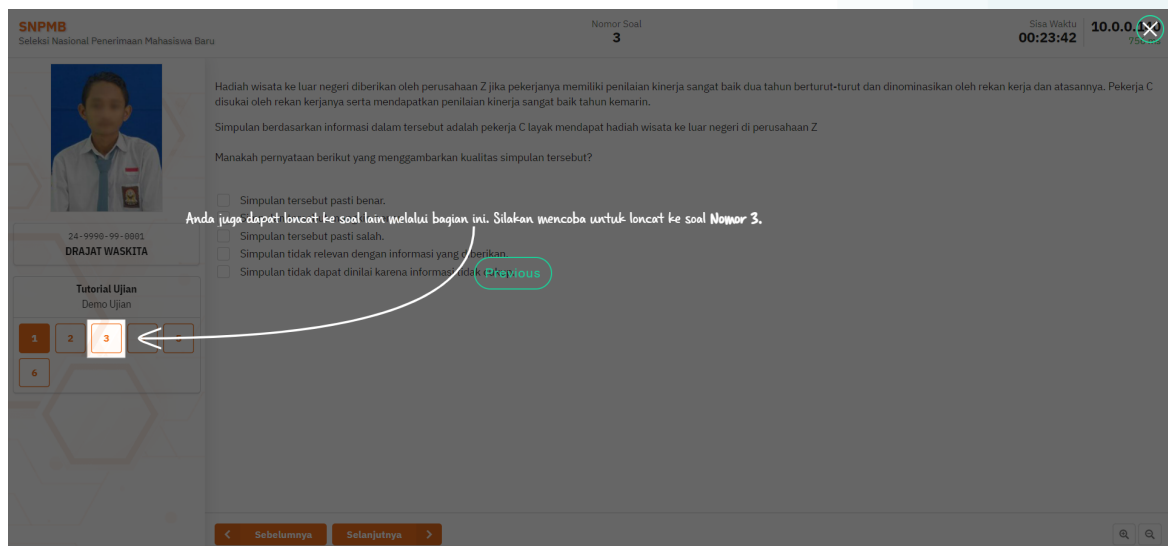 SNPMB
Seleksi Nasional Penerimaan Mahasiswa Baru
Nomor Soal
3
Sisa Waktu
00:23:42
10.0.0.
24-9990-99-0001
DRAJAT WASKITA
Tutorial Ujian
Demo Ujian
1 2 3
6
Hadiah wisata ke luar negeri diberikan oleh perusahaan Z jika pekerjanya memiliki penilaian kinerja sangat baik dua tahun berturut-turut dan dinominasikan oleh rekan kerja dan atasannya. Pekerja C
disukai oleh rekan kerjanya serta mendapatkan penilaian kinerja sangat baik tahun kemarin.
Simpulan berdasarkan informasi dalam tersebut adalah pekerja C layak mendapat hadiah wisata ke luar negeri di perusahaan Z
Manakah pernyataan berikut yang menggambarkan kualitas simpulan tersebut?
Simpulan tersebut pasti benar.
Anda juga dapat loncat ke soal lain melalui bagian ini. Silakan mencoba untuk loncat ke soal Nomor 3.
Simpulan tersebut pasti salah.
Simpulan tidak relevan dengan informasi yang diberikan.
Simpulan tidak dapat dinilai karena informasi tidak
Previous
Sebelumnya
Selanjutnya